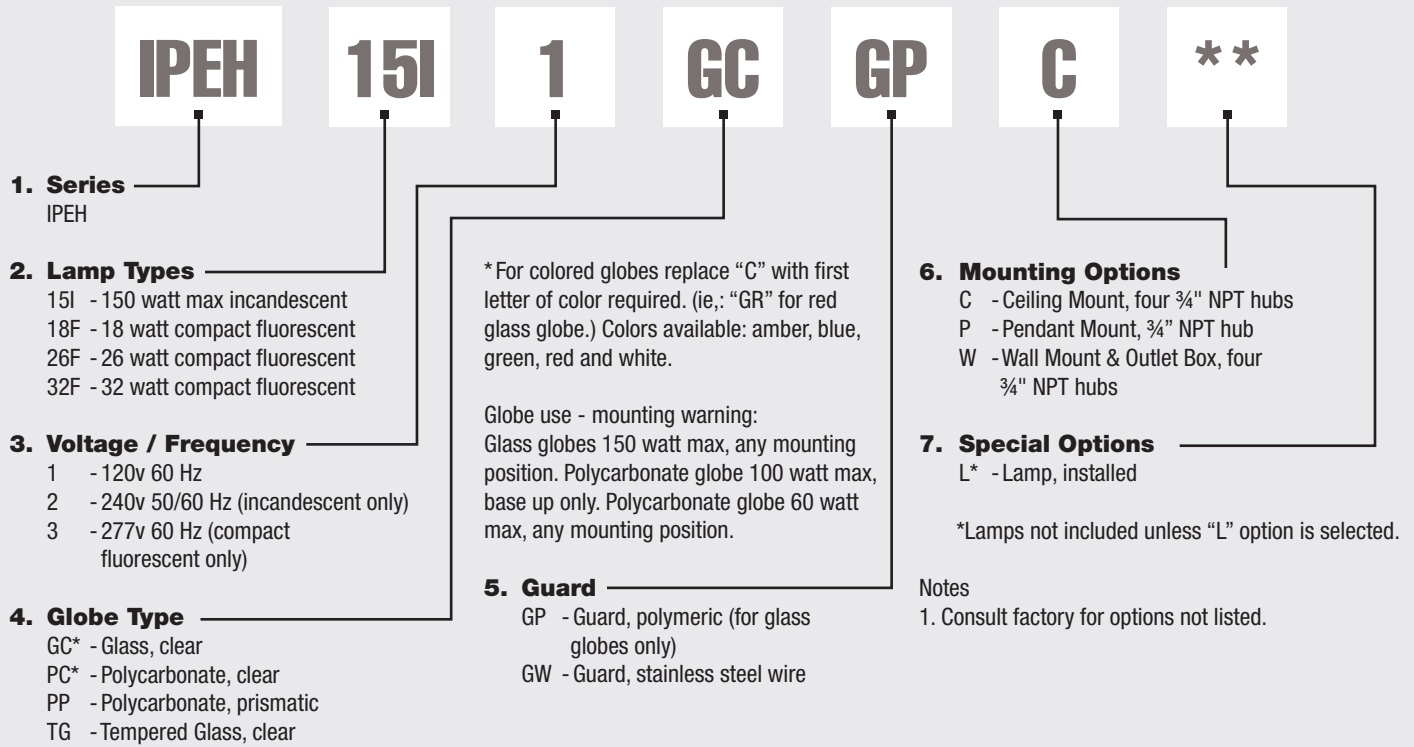 IPEH 15I 1 GC GP C **
1. Series
IPEH
2. Lamp Types
15I - 150 watt max incandescent
18F - 18 watt compact fluorescent
26F - 26 watt compact fluorescent
32F - 32 watt compact fluorescent
3. Voltage / Frequency
1 - 120v 60 Hz
2 - 240v 50/60 Hz (incandescent only)
3 - 277v 60 Hz (compact
fluorescent only)
4. Globe Type
GC* - Glass, clear
PC* - Polycarbonate, clear
PP - Polycarbonate, prismatic
TG - Tempered Glass, clear
* For colored globes replace “C” with first
letter of color required. (ie,: “GR” for red
glass globe.) Colors available: amber, blue,
green, red and white.
Globe use - mounting warning:
Glass globes 150 watt max, any mounting
position. Polycarbonate globe 100 watt max,
base up only. Polycarbonate globe 60 watt
max, any mounting position.
5. Guard
GP - Guard, polymeric (for glass
globes only)
GW - Guard, stainless steel wire
6. Mounting Options
C - Ceiling Mount, four ¾" NPT hubs
P - Pendant Mount, ¾” NPT hub
W - Wall Mount & Outlet Box, four
¾" NPT hubs
7. Special Options
L* - Lamp, installed
*Lamps not included unless “L” option is selected.
Notes
1. Consult factory for options not listed.